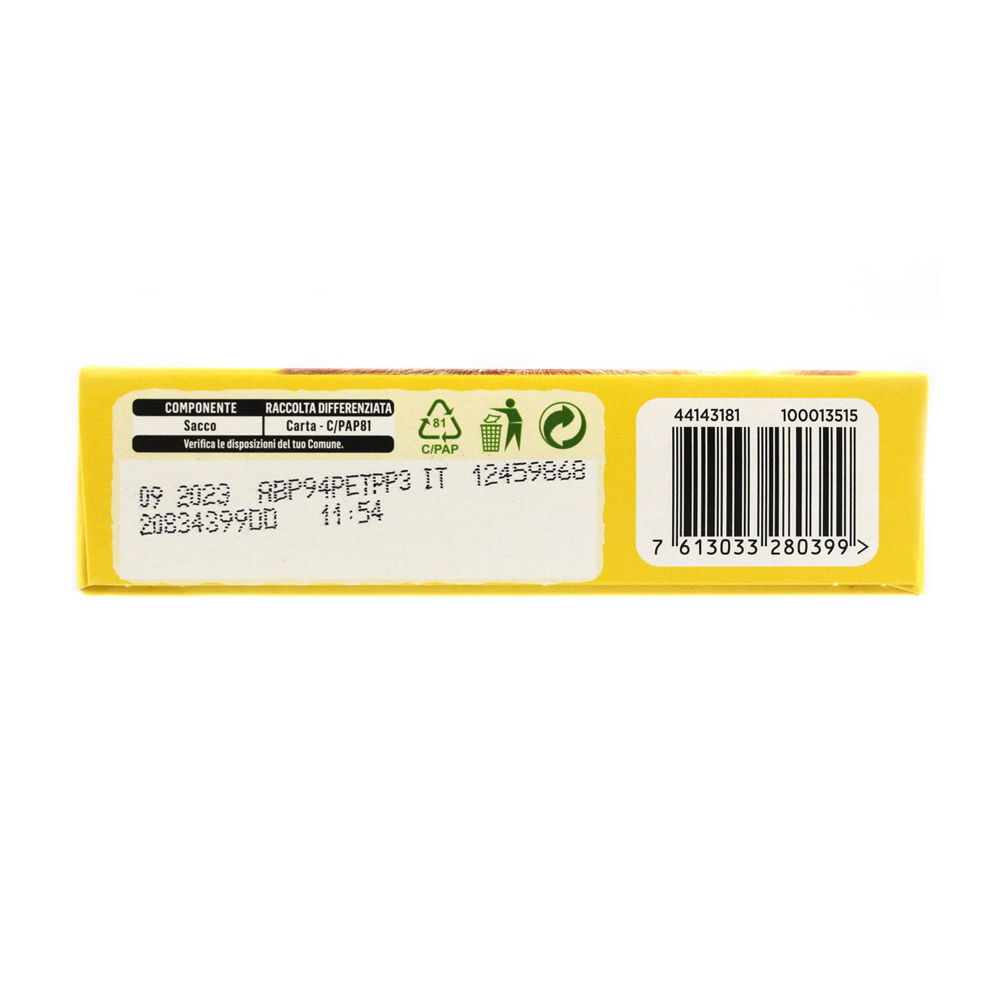 COMPONENTE RACCOLTA DIFFERENZIATA
Sacco Carta - C/PAP81
Verifica le disposizioni del tuo Comune.
81
C/PAP
09 2023 ABP94PETPP3 IT 12459868
20834399DD 11:54
44143181 100013515
7 613033 280399 >